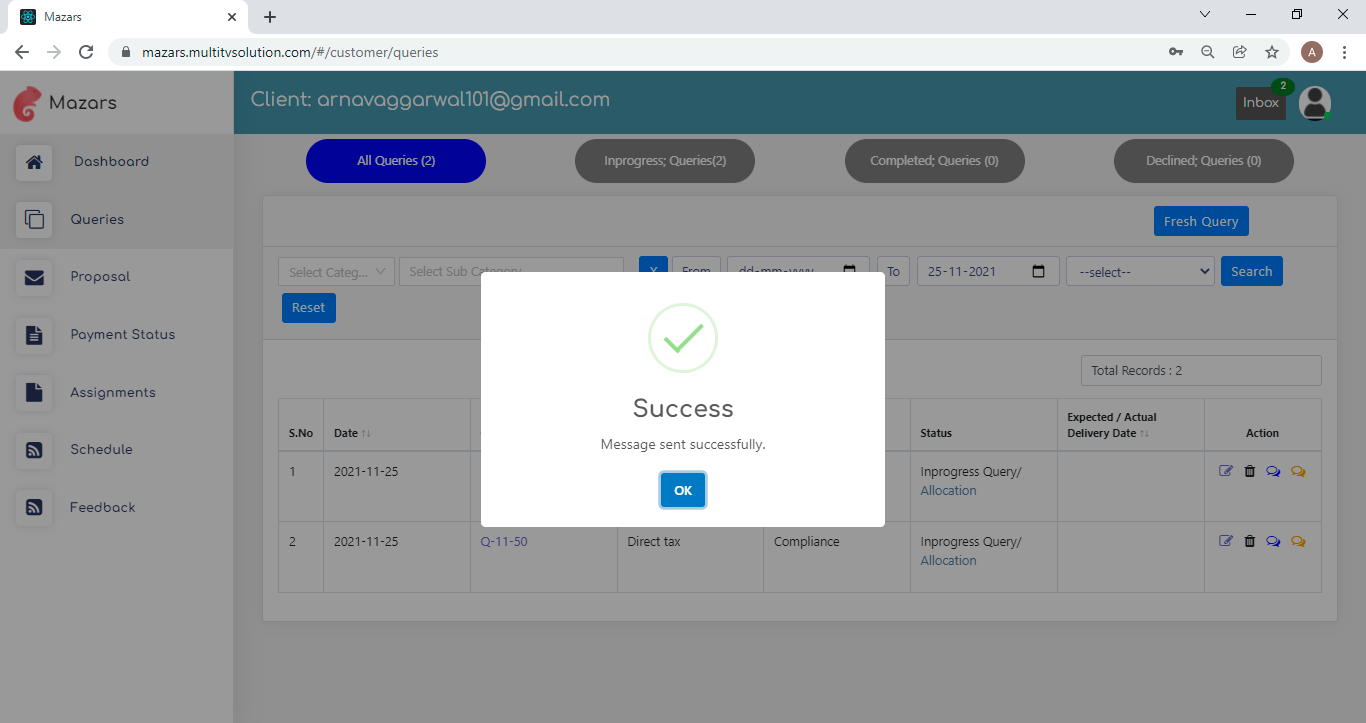 Mazars
mazars.multitvsolution.com/#/customer/queries
A
Mazars
Client: arnavaggarwal101@gmail.com
Inbox
2
Dashboard
Queries
Proposal
Payment Status
Assignments
Schedule
Feedback
All Queries (2)
Inprogress; Queries(2)
Completed; Queries (0)
Declined; Queries (0)
Fresh Query
Select Categ...
Select Sub Category
X
From
dd-mm-yyyy
To
25-11-2021
--select--
Search
Reset
Total Records : 2
S.No
Date
Status
Expected / Actual
Delivery Date
Action
1
2021-11-25
Inprogress Query/
Allocation
2
2021-11-25
Q-11-50
Direct tax
Compliance
Inprogress Query/
Allocation
Success
Message sent successfully.
OK